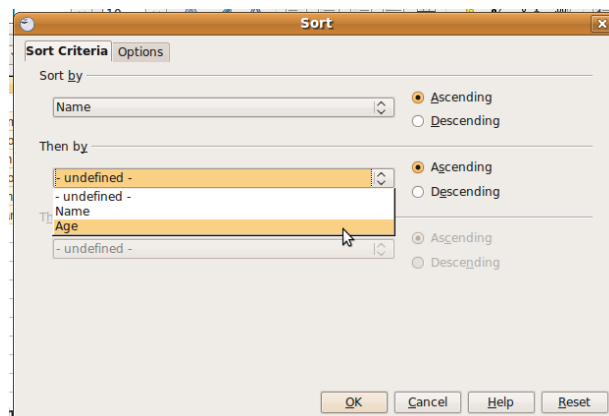 Sort
Sort Criteria Options
Sort by
Name
Ascending
Descending
Then by
- undefined -
Ascending
Descending
- undefined -
Name
Age
Th
- undefined -
Ascending
Descending
OK Cancel Help Reset